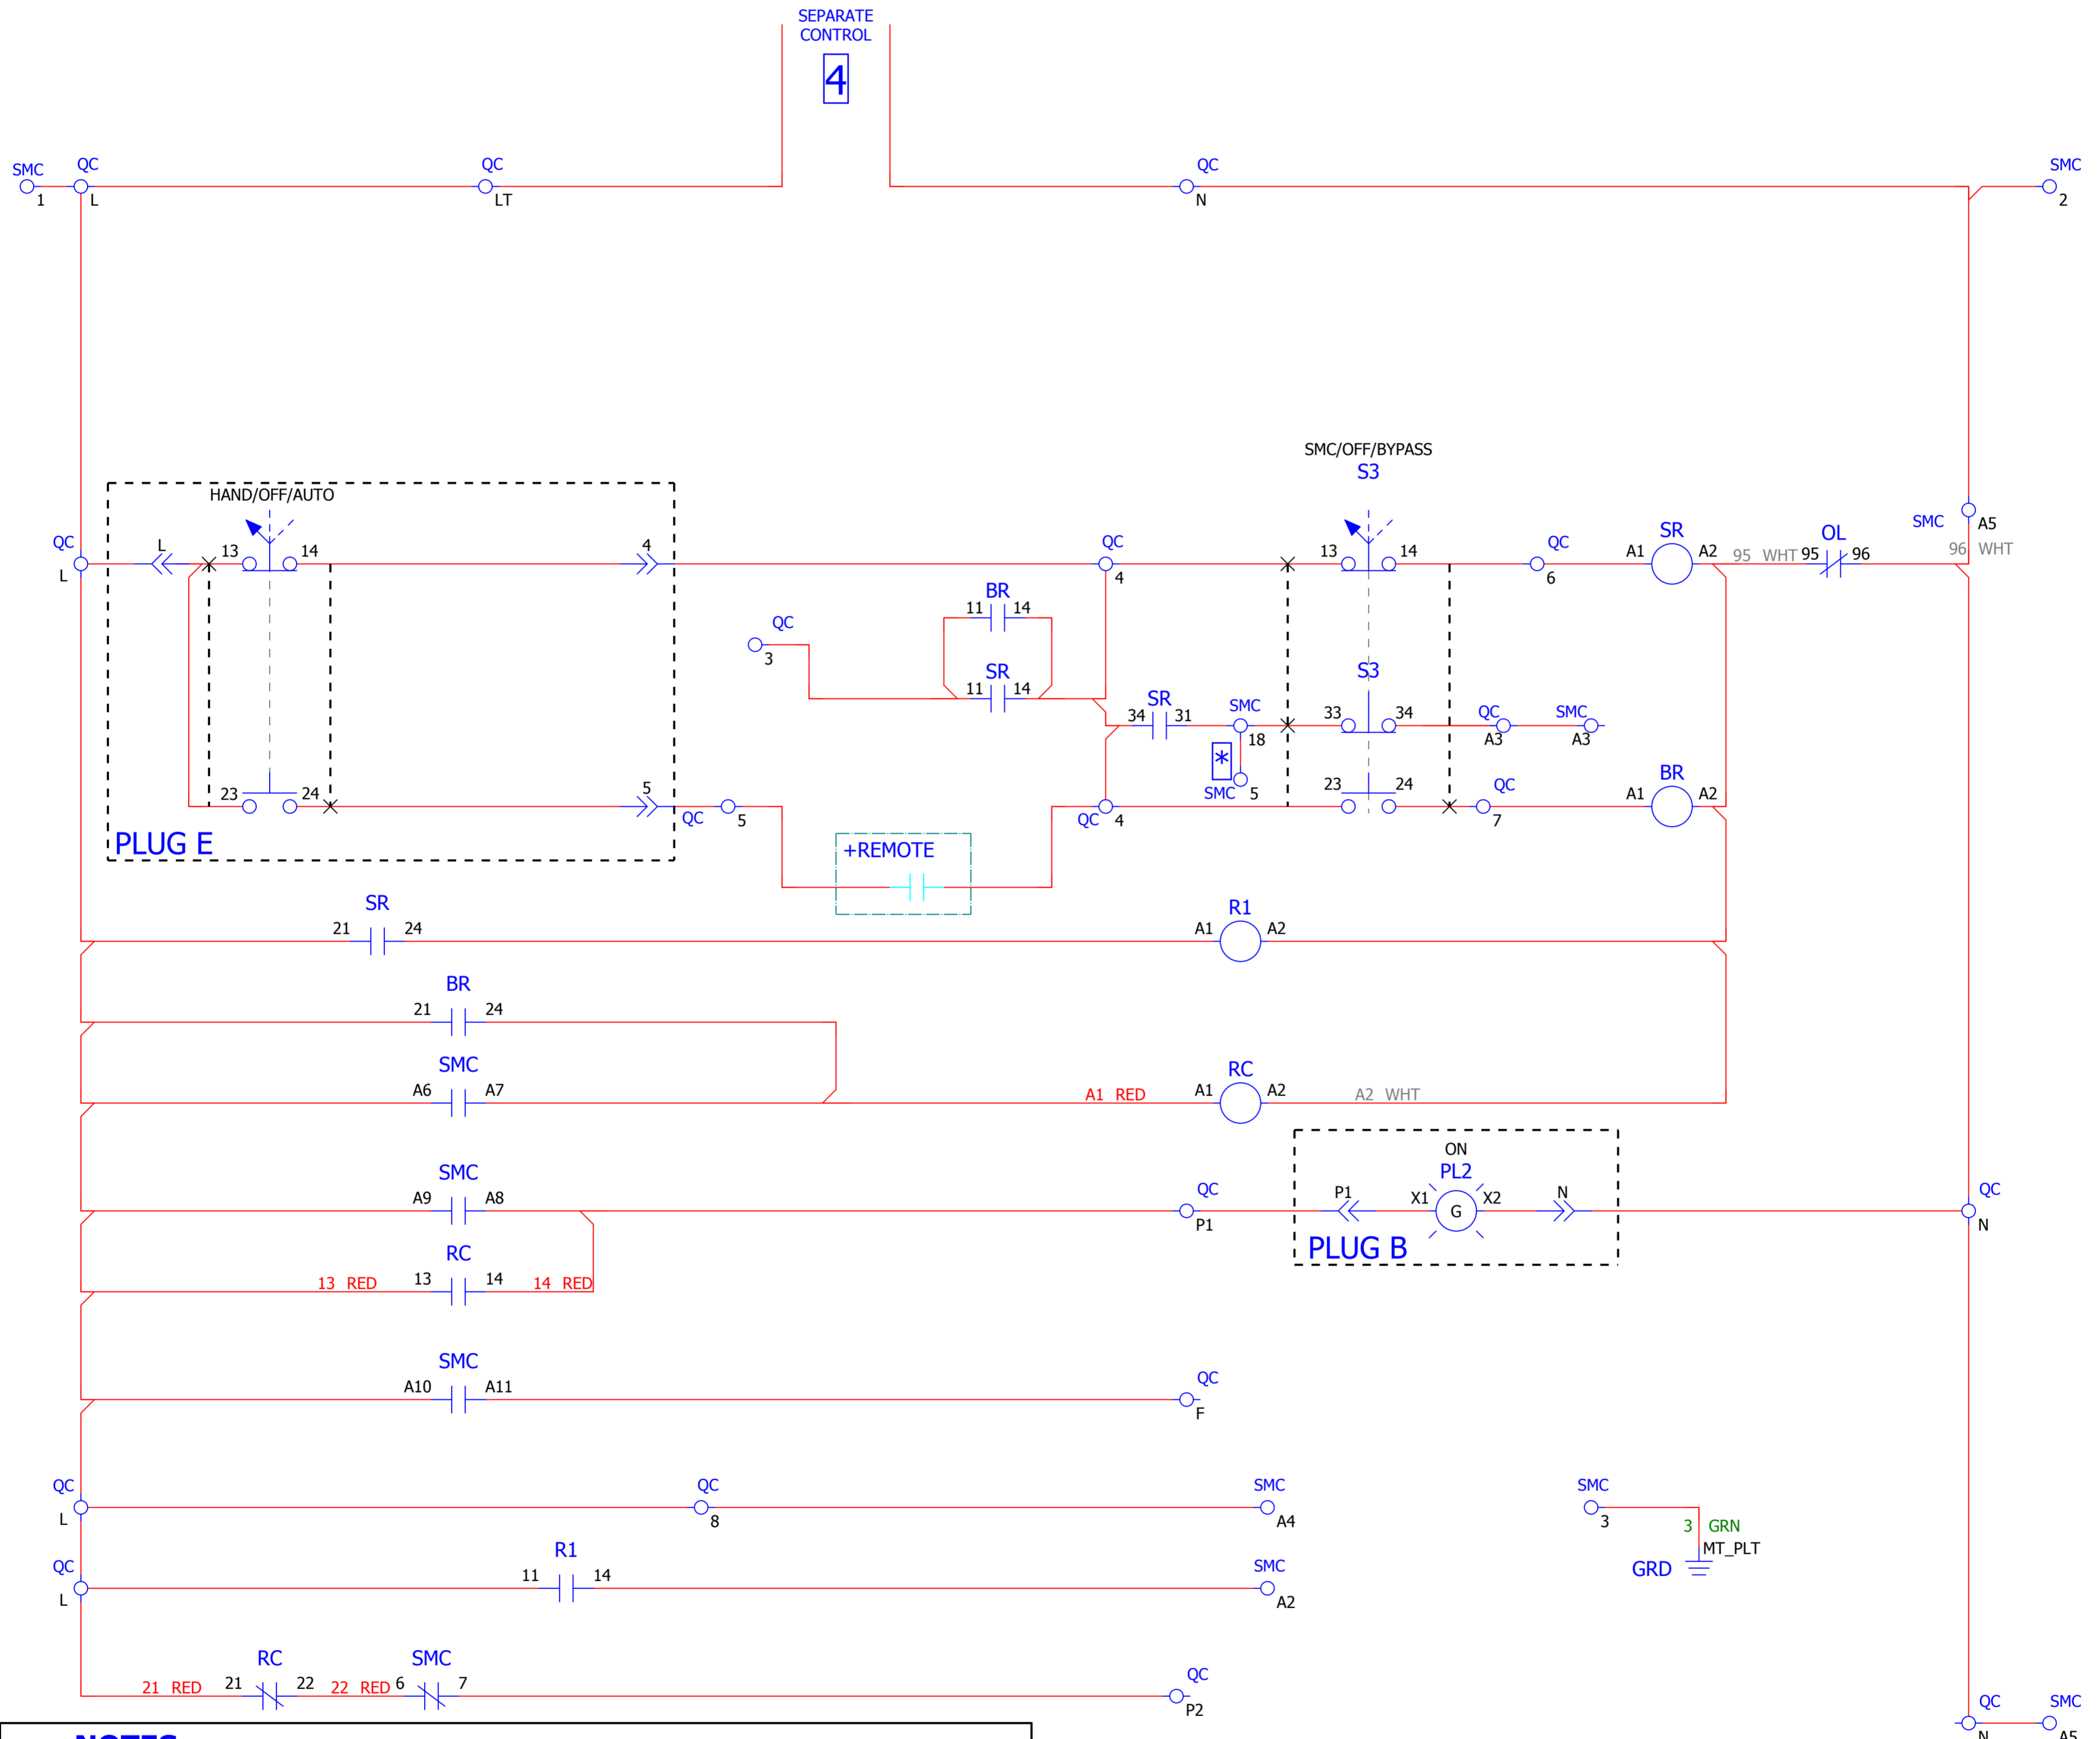 SEPARATE
CONTROL
4
SMC
QC
QC
QC
SMC
1
L
LT
N
2
SMC/OFF/BYPASS
S3
HAND/OFF/AUTO
QC
L
13
14
4
QC
4
13
14
QC
6
A1
SR
A2
95 WHT
95
OL
96
SMC
A5
96 WHT
L
BR
11
14
QC
3
SR
11
14
SR
34
31
SMC
18
*
SMC
5
S3
33
34
QC
A3
SMC
A3
23
24
5
QC
5
QC
4
23
24
QC
7
BR
A1
A2
PLUG E
+REMOTE
SR
21
24
R1
A1
A2
BR
21
24
SMC
A6
A7
A1 RED
RC
A1
A2
A2 WHT
ON
PL2
SMC
A9
A8
QC
P1
P1
X1
G
X2
N
QC
N
PLUG B
RC
13 RED
13
14
14 RED
SMC
A10
A11
QC
F
QC
L
QC
8
SMC
A4
SMC
3
3 GRN
MT_PLT
GRD
QC
L
R1
11
14
SMC
A2
RC
SMC
21 RED
21
22
22 RED
6
7
QC
P2
QC
SMC
N
A5
NOTES